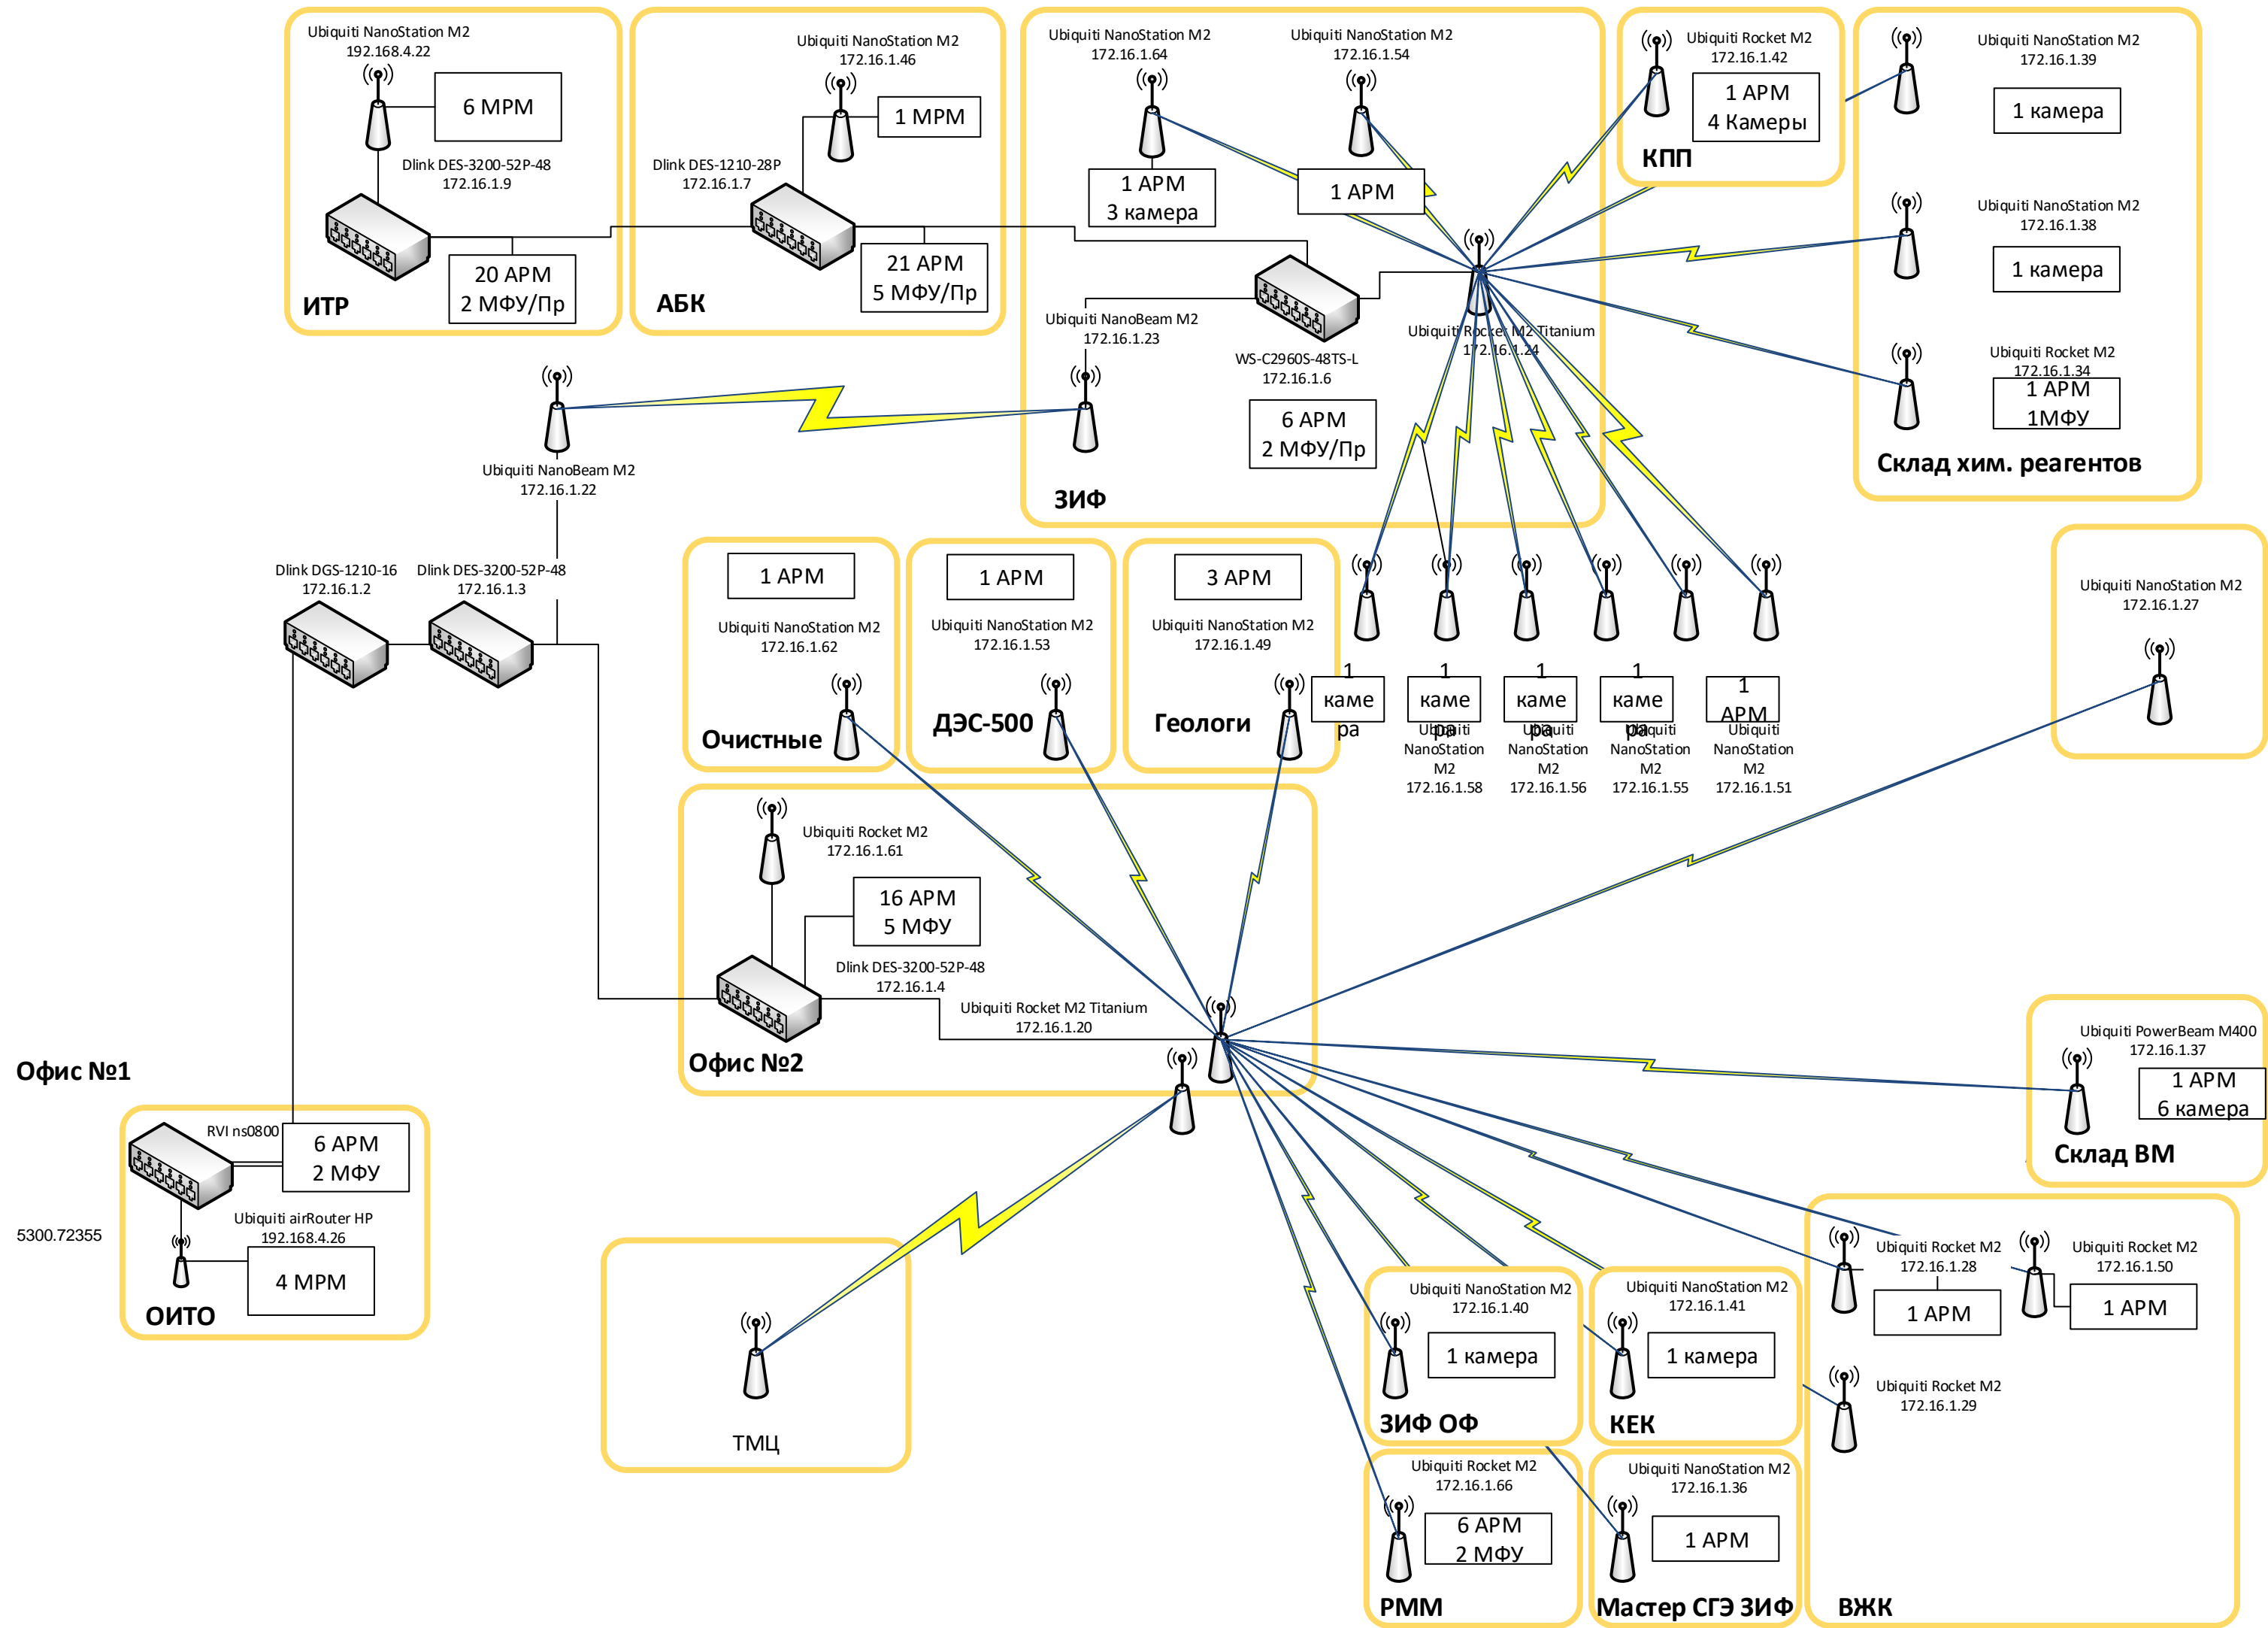 Ubiquiti NanoStation M2
192.168.4.22
6 МРМ
Dlink DES-3200-52P-48
172.16.1.9
20 АРМ
2 МФУ/Пр
ИТР
Ubiquiti NanoStation M2
172.16.1.46
1 МРМ
Dlink DES-1210-28P
172.16.1.7
21 АРМ
5 МФУ/Пр
АБК
Ubiquiti NanoStation M2
172.16.1.64
1 АРМ
3 камера
Ubiquiti NanoStation M2
172.16.1.54
1 АРМ
Ubiquiti NanoBeam M2
172.16.1.23
WS-C2960S-48TS-L
172.16.1.6
6 АРМ
2 МФУ/Пр
Ubiquiti Rocket M2 Titanium
172.16.1.24
ЗИФ
Ubiquiti Rocket M2
172.16.1.42
1 АРМ
4 Камеры
КПП
Ubiquiti NanoStation M2
172.16.1.39
1 камера
Ubiquiti NanoStation M2
172.16.1.38
1 камера
Ubiquiti Rocket M2
172.16.1.34
1 АРМ
1МФУ
Склад хим. реагентов
Ubiquiti NanoBeam M2
172.16.1.22
Dlink DGS-1210-16
172.16.1.2
Dlink DES-3200-52P-48
172.16.1.3
1 АРМ
Ubiquiti NanoStation M2
172.16.1.62
Очистные
1 АРМ
Ubiquiti NanoStation M2
172.16.1.53
ДЭС-500
3 АРМ
Ubiquiti NanoStation M2
172.16.1.49
Геологи
1
каме
ра
1
каме
ра
Ubiquiti
NanoStation
M2
172.16.1.58
1
каме
ра
Ubiquiti
NanoStation
M2
172.16.1.56
1
каме
ра
Ubiquiti
NanoStation
M2
172.16.1.55
1
АРМ
Ubiquiti
NanoStation
M2
172.16.1.51
Ubiquiti NanoStation M2
172.16.1.27
Ubiquiti Rocket M2
172.16.1.61
16 АРМ
5 МФУ
Dlink DES-3200-52P-48
172.16.1.4
Ubiquiti Rocket M2 Titanium
172.16.1.20
Офис №2
Ubiquiti PowerBeam M400
172.16.1.37
1 АРМ
6 камера
Склад ВМ
Офис №1
RVI ns0800
6 АРМ
2 МФУ
5300.72355
Ubiquiti airRouter HP
192.168.4.26
4 МРМ
ОИТО
ТМЦ
Ubiquiti NanoStation M2
172.16.1.40
1 камера
ЗИФ ОФ
Ubiquiti NanoStation M2
172.16.1.41
1 камера
КЕК
Ubiquiti Rocket M2
172.16.1.28
1 АРМ
Ubiquiti Rocket M2
172.16.1.50
1 АРМ
Ubiquiti Rocket M2
172.16.1.29
Ubiquiti Rocket M2
172.16.1.66
6 АРМ
2 МФУ
РММ
Ubiquiti NanoStation M2
172.16.1.36
1 АРМ
Мастер СГЭ ЗИФ
ВЖК